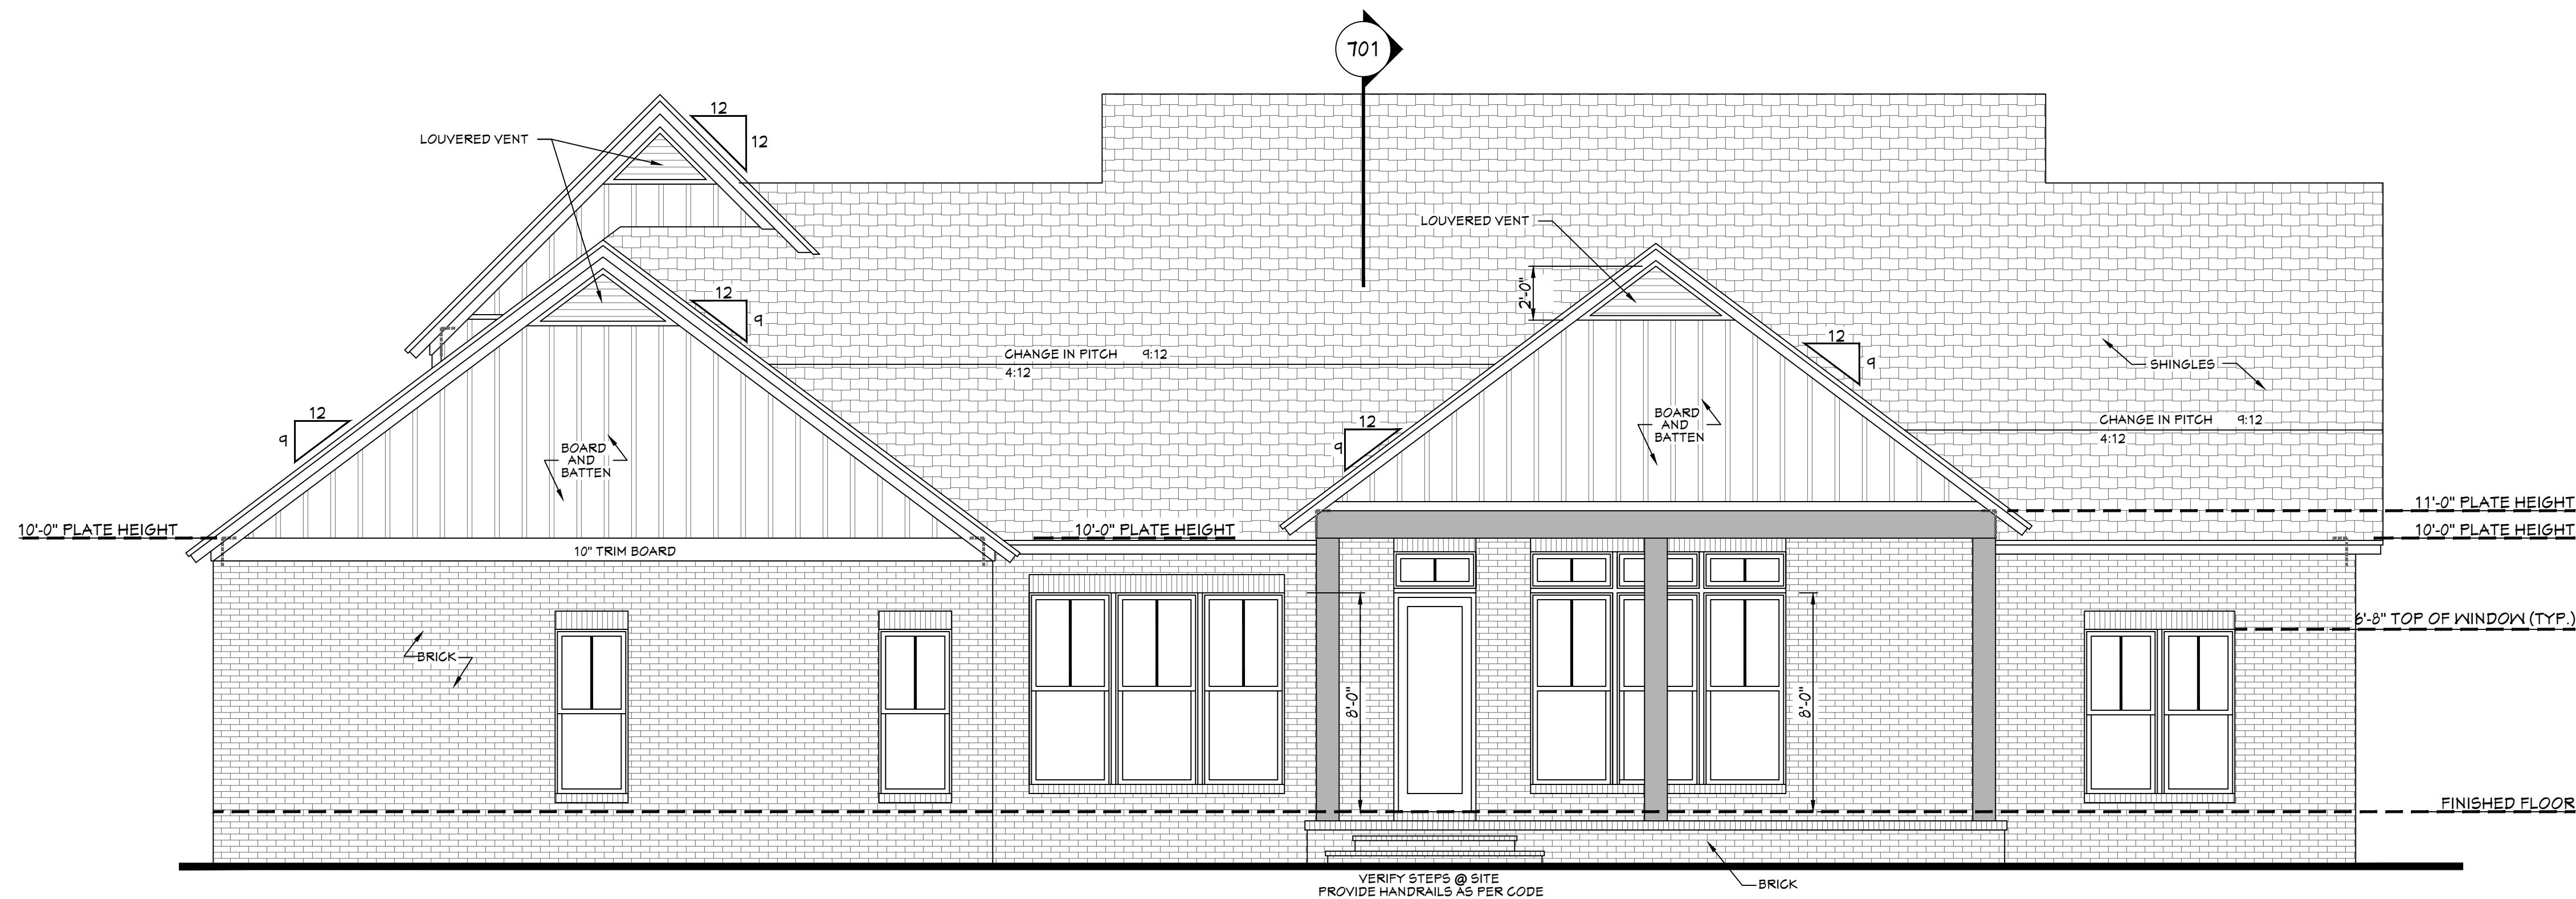 701
12
12
LOUVERED VENT
LOUVERED VENT
2'-0"
12
9
12
9
CHANGE IN PITCH 9:12
4:12
SHINGLES
12
9
12
9
BOARD
AND
BATTEN
CHANGE IN PITCH 9:12
4:12
BOARD
AND
BATTEN
11'-0" PLATE HEIGHT
10'-0" PLATE HEIGHT
10'-0" PLATE HEIGHT
10'-0" PLATE HEIGHT
10" TRIM BOARD
6'-8" TOP OF WINDOW (TYP.)
BRICK
8'-0"
8'-0"
FINISHED FLOOR
VERIFY STEPS @ SITE
PROVIDE HANDRAILS AS PER CODE
BRICK